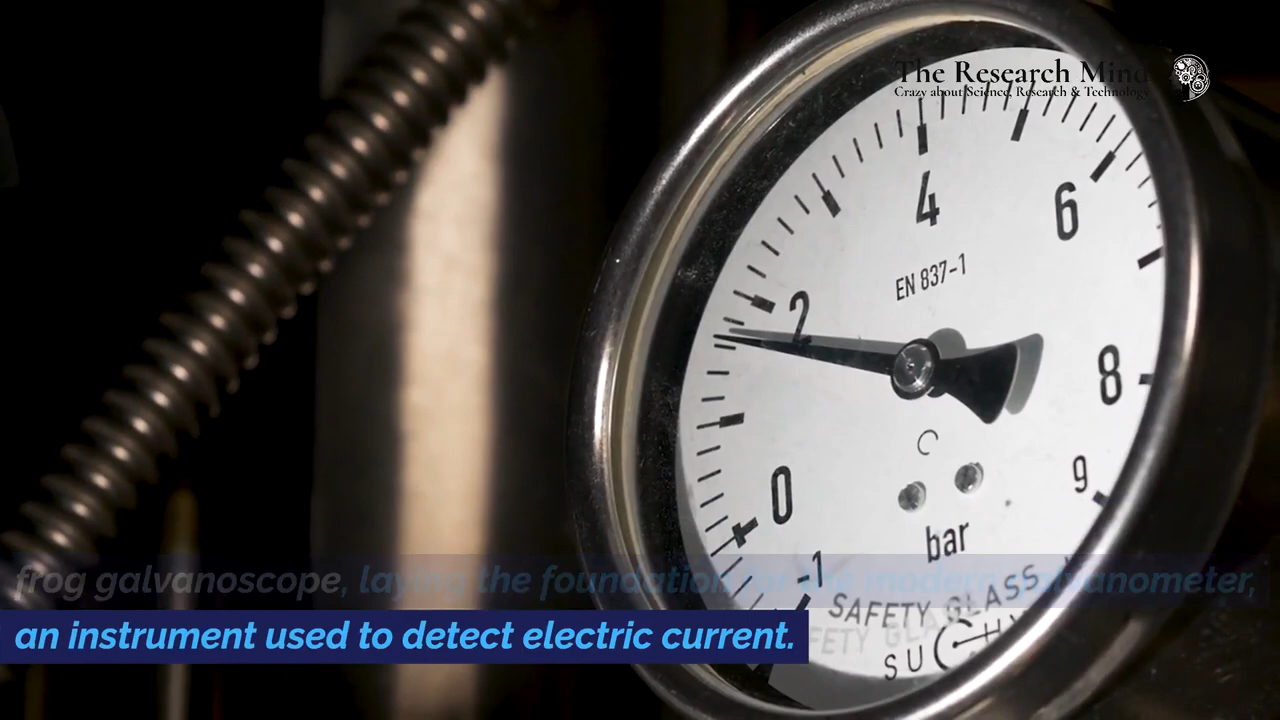 The Research Mind
Crazy about Science, Research & Technology
4
6
EN 837-1
2
8
0
9
bar
-1
frog galvanoscope, laying the foundation for the modern galvanometer,
SAFETY GLASS
an instrument used to detect electric current.